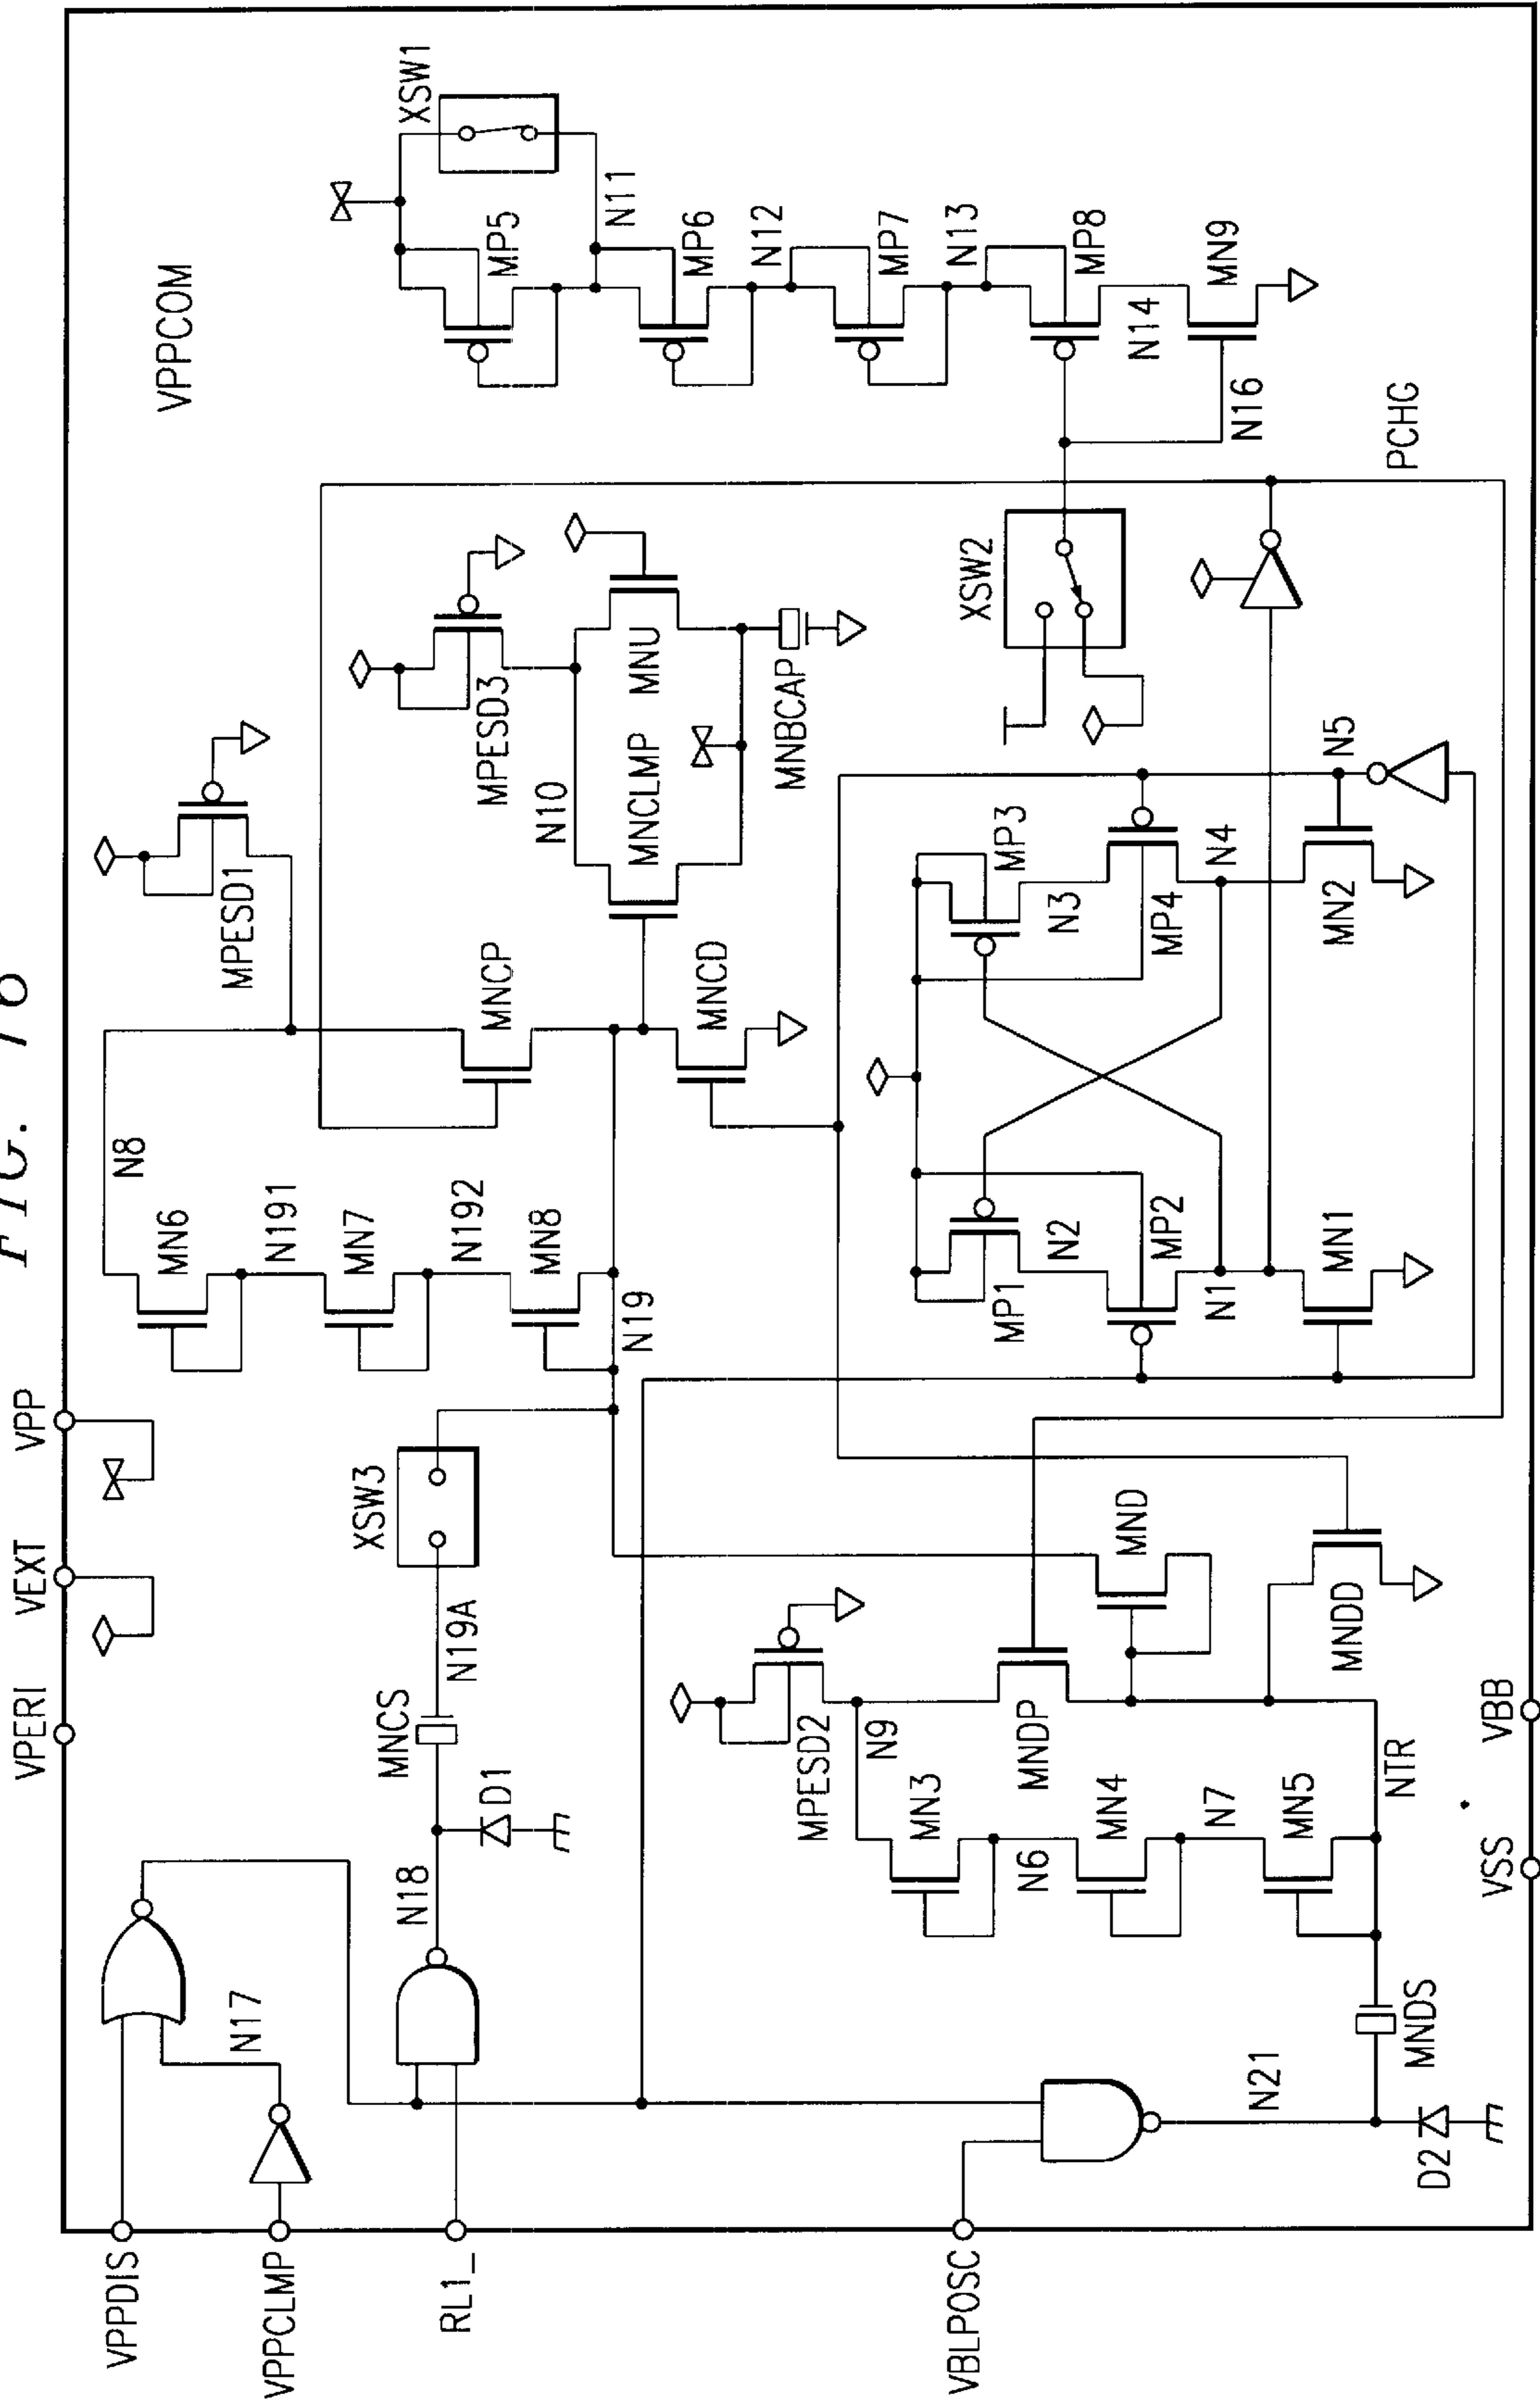 FIG. 16
VPERI
VEXT
VPP
VPPCOM
XSW1
MP5
N11
MP6
N12
MP7
N13
MP8
N14
MN9
N16
PCHG
XSW2
MPESD1
MPESD3
N10
MNCLMP
MNU
MNBCAP
MNCP
MNCD
N8
MN6
N191
MN7
N192
MN8
N19
XSW3
N19A
MNCS
D1
N18
N17
VPPDIS
VPPCLMP
RL1_
VBLPOSC
MP3
N3
MP4
N4
MN2
N5
MP1
N2
MP2
N1
MN1
MND
MNDD
MPESD2
N9
MNDP
MN3
N6
MN4
N7
MN5
NTR
MNDS
N21
D2
VSS
VBB